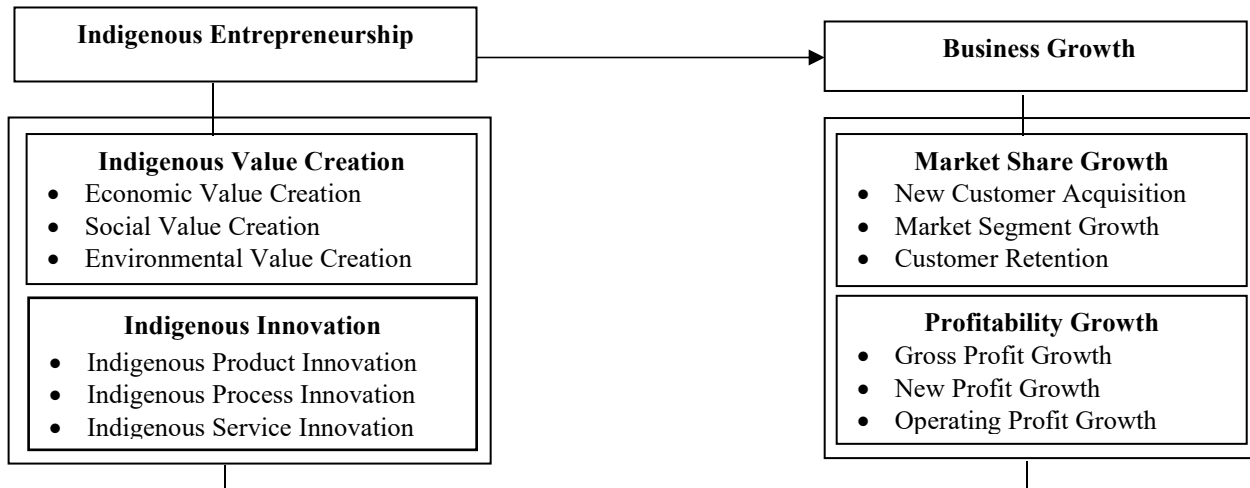 Indigenous Entrepreneurship
Business Growth
Indigenous Value Creation
• Economic Value Creation
• Social Value Creation
• Environmental Value Creation
Indigenous Innovation
• Indigenous Product Innovation
• Indigenous Process Innovation
• Indigenous Service Innovation
Market Share Growth
• New Customer Acquisition
• Market Segment Growth
• Customer Retention
Profitability Growth
• Gross Profit Growth
• New Profit Growth
• Operating Profit Growth